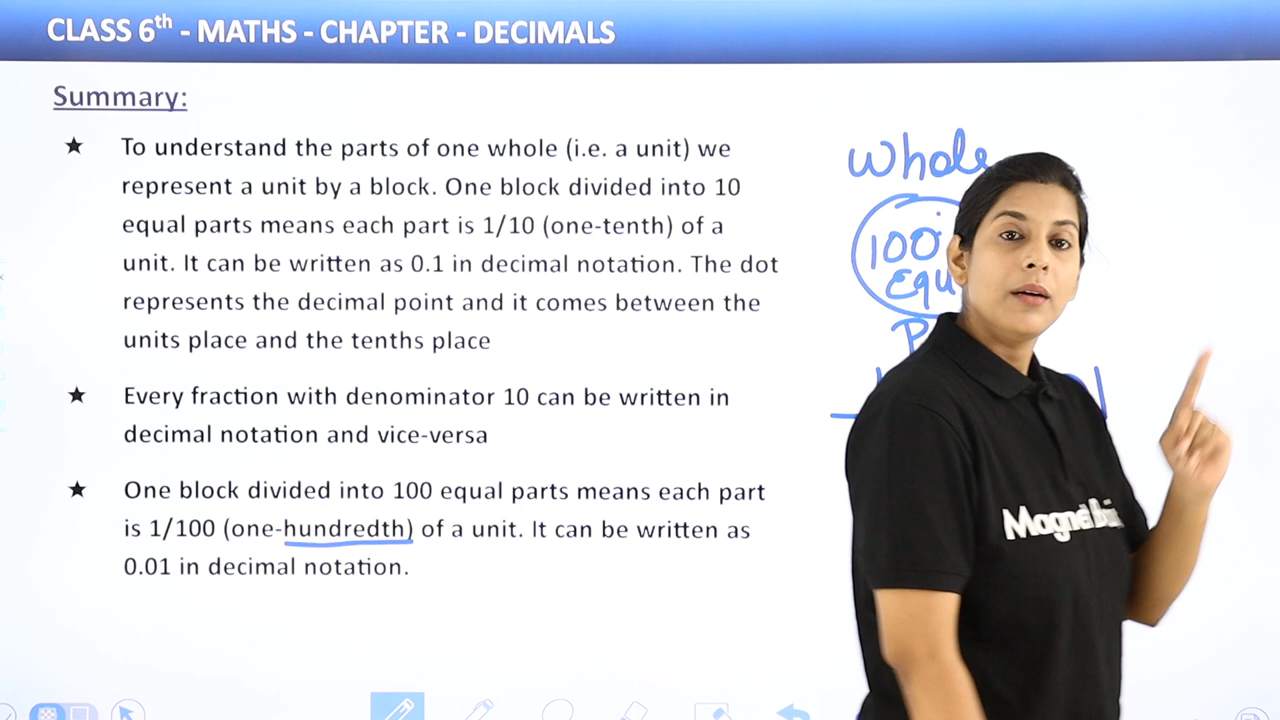 CLASS 6th - MATHS - CHAPTER - DECIMALS
Summary:
★ To understand the parts of one whole (i.e. a unit) we
represent a unit by a block. One block divided into 10
equal parts means each part is 1/10 (one-tenth) of a
unit. It can be written as 0.1 in decimal notation. The dot
represents the decimal point and it comes between the
units place and the tenths place
★ Every fraction with denominator 10 can be written in
decimal notation and vice-versa
★ One block divided into 100 equal parts means each part
is 1/100 (one-hundredth) of a unit. It can be written as
0.01 in decimal notation.
Whole
100